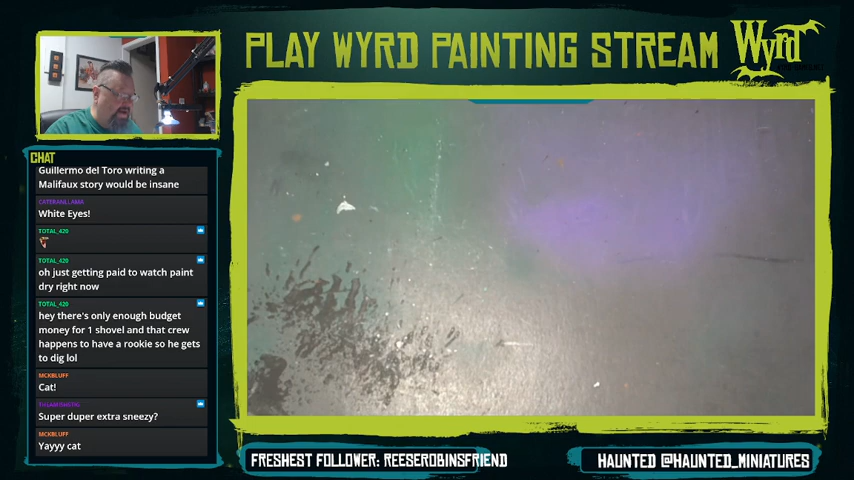 PLAY WYRD PAINTING STREAM
Wyrd
CHAT
Guillermo del Toro writing a
Malifaux story would be insane
CATERANLLAMA
White Eyes!
TOTAL_420
TOTAL_420
oh just getting paid to watch paint
dry right now
TOTAL_420
hey there's only enough budget
money for 1 shovel and that crew
happens to have a rookie so he gets
to dig lol
MCKBLUFF
Cat!
Super duper extra sneezy?
MCKBLUFF
Yayyy cat
FRESHEST FOLLOWER: REESEROBINSFRIEND
HAUNTED @HAUNTED_MINIATURES